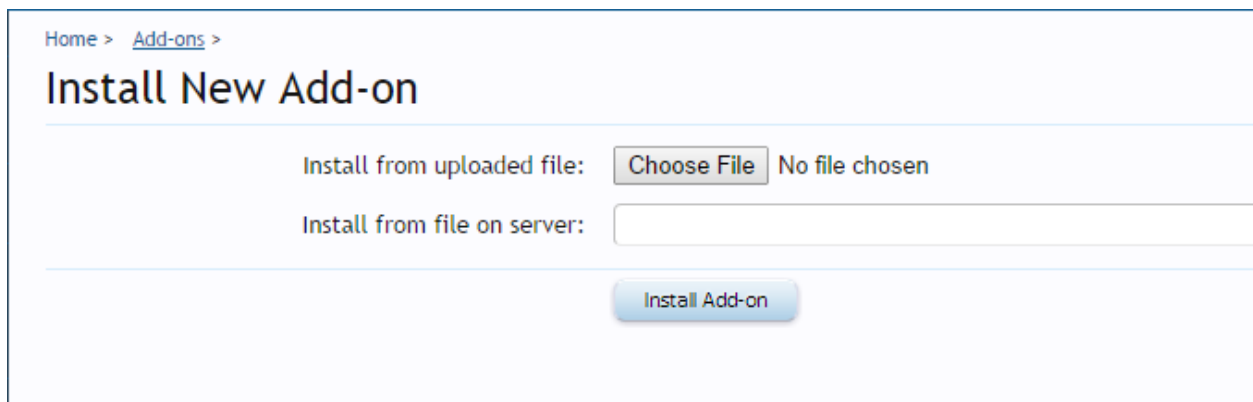 Home > Add-ons >
Install New Add-on
Install from uploaded file: Choose File No file chosen
Install from file on server:
Install Add-on